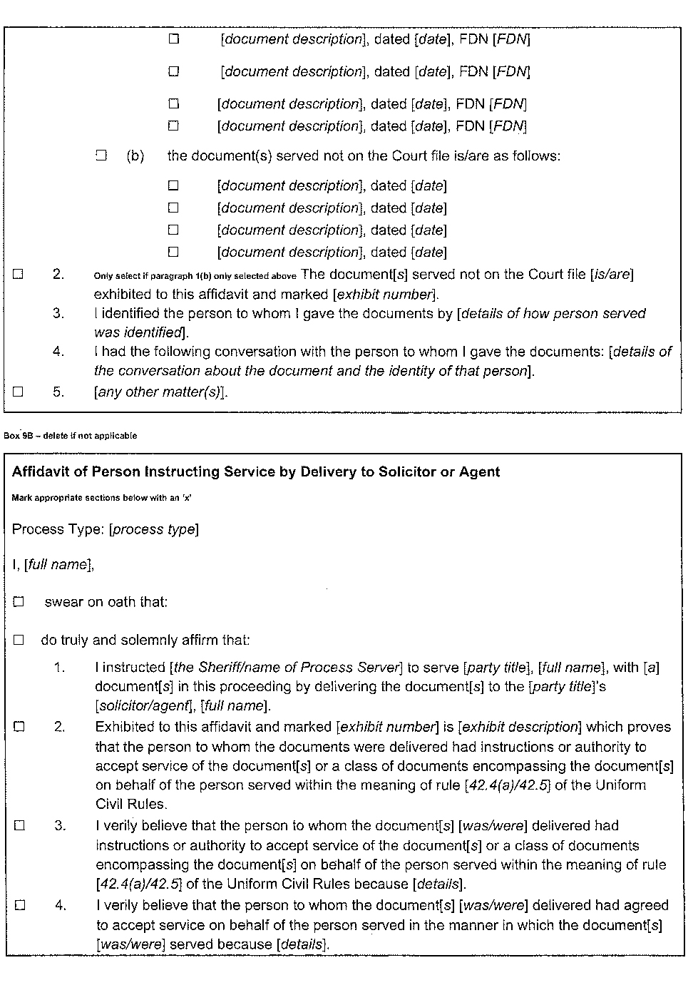 ☐ [document description], dated [date], FDN [FDN]
☐ [document description], dated [date], FDN [FDN]
☐ [document description], dated [date], FDN [FDN]
☐ [document description], dated [date], FDN [FDN]
☐ (b) the document(s) served not on the Court file is/are as follows:
☐ [document description], dated [date]
☐ [document description], dated [date]
☐ [document description], dated [date]
☐ [document description], dated [date]
☐ 2. Only select if paragraph 1(b) only selected above The document[s] served not on the Court file [is/are]
exhibited to this affidavit and marked [exhibit number].
3. I identified the person to whom I gave the documents by [details of how person served
was identified].
4. I had the following conversation with the person to whom I gave the documents: [details of
the conversation about the document and the identity of that person].
☐ 5. [any other matter(s)].
Box 9B – delete if not applicable
Affidavit of Person Instructing Service by Delivery to Solicitor or Agent
Mark appropriate sections below with an 'x'
Process Type: [process type]
I, [full name],
☐ swear on oath that:
☐ do truly and solemnly affirm that:
1. I instructed [the Sheriff/name of Process Server] to serve [party title], [full name], with [a]
document[s] in this proceeding by delivering the document[s] to the [party title]'s
[solicitor/agent], [full name].
☐ 2. Exhibited to this affidavit and marked [exhibit number] is [exhibit description] which proves
that the person to whom the documents were delivered had instructions or authority to
accept service of the document[s] or a class of documents encompassing the document[s]
on behalf of the person served within the meaning of rule [42.4(a)/42.5] of the Uniform
Civil Rules.
☐ 3. I verily believe that the person to whom the document[s] [was/were] delivered had
instructions or authority to accept service of the document[s] or a class of documents
encompassing the document[s] on behalf of the person served within the meaning of rule
[42.4(a)/42.5] of the Uniform Civil Rules because [details].
☐ 4. I verily believe that the person to whom the document[s] [was/were] delivered had agreed
to accept service on behalf of the person served in the manner in which the document[s]
[was/were] served because [details].